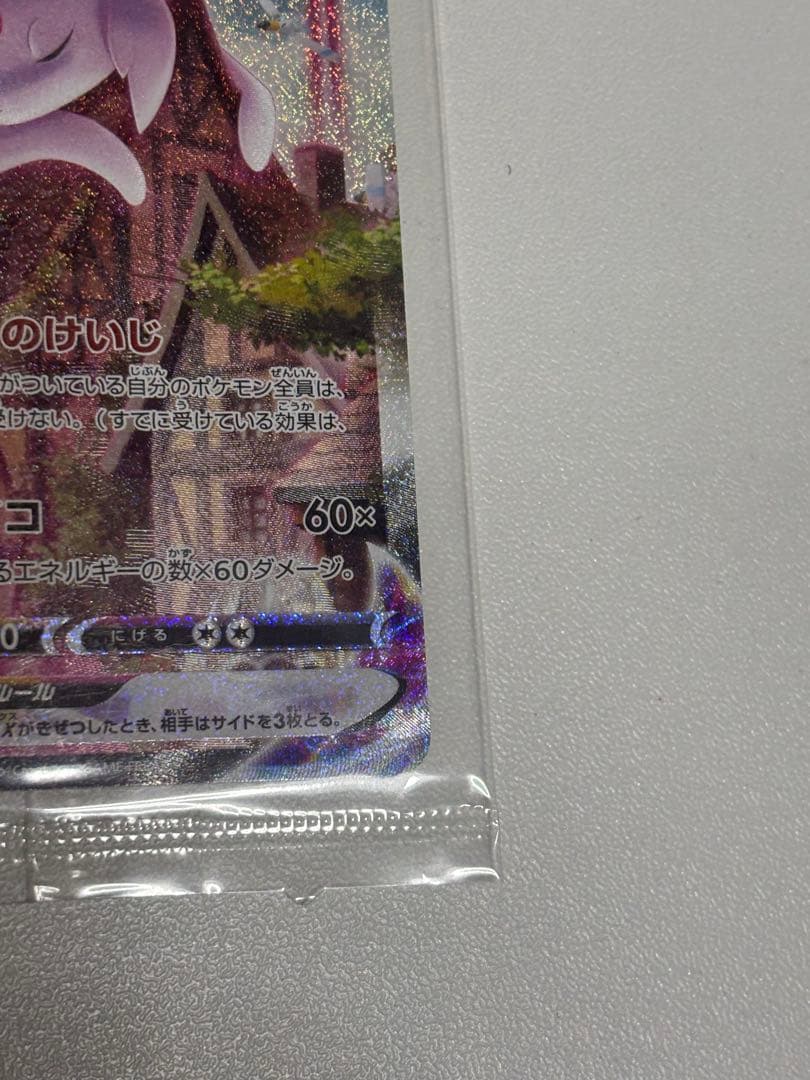 のけいじ
がついている自分のポケモン全員は、
受けない。(すでに受けている効果は、
コ 60×
るエネルギーの数×60ダメージ。
0 にげる
ルール
がきぜつしたとき、相手はサイドを3枚とる。